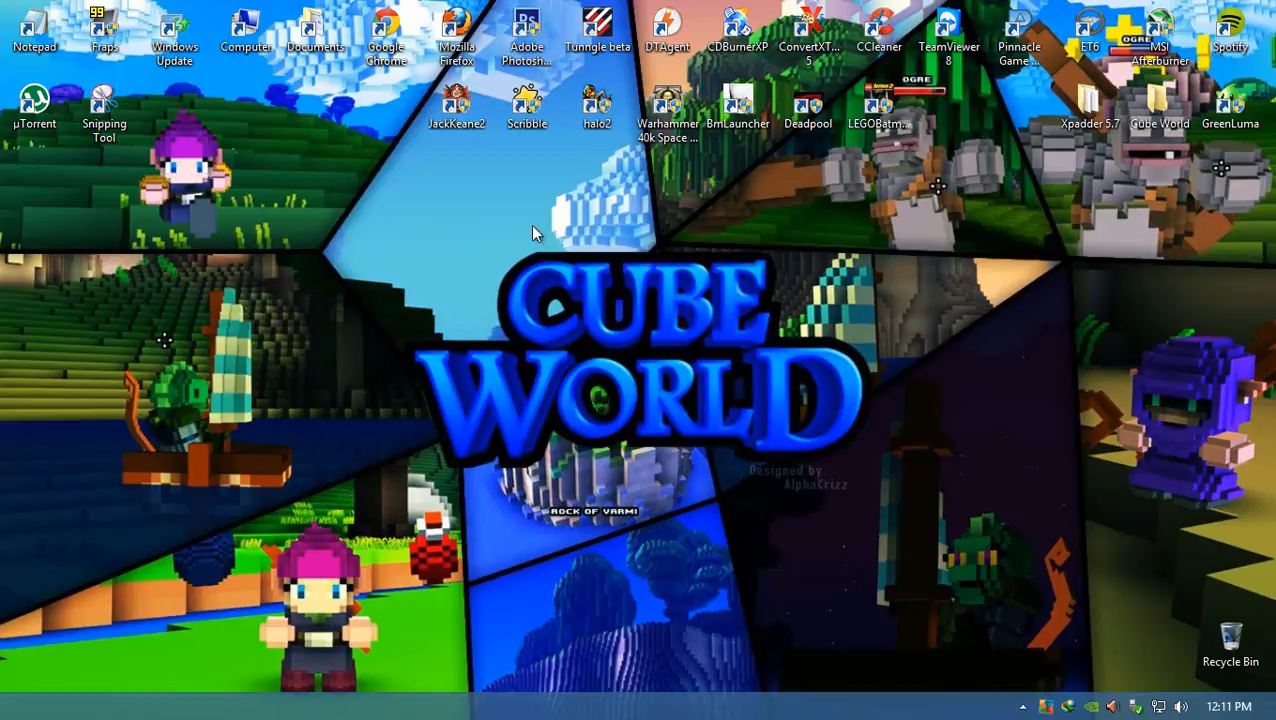 Notepad
99
Fraps
Windows
Update
Computer
Documents
Google
Chrome
Mozilla
Firefox
Ps
Adobe
Photosh...
Tunngle beta
DTAgent
CDBurnerXP
ConvertXT...
5
CCleaner
TeamViewer
8
Pinnacle
Game ...
ET6
MSI
Afterburner
Spotify
OGRE
µTorrent
Snipping
Tool
JackKeane2
Scribble
halo2
Warhammer
40k Space ...
BmLauncher
Deadpool
LEGOBatm...
OGRE
Xpadder 5.7
Cube World
GreenLuma
CUBE
WORLD
Designed by
AlphaKrizz
ROCK OF VARMI
Recycle Bin
12:11 PM